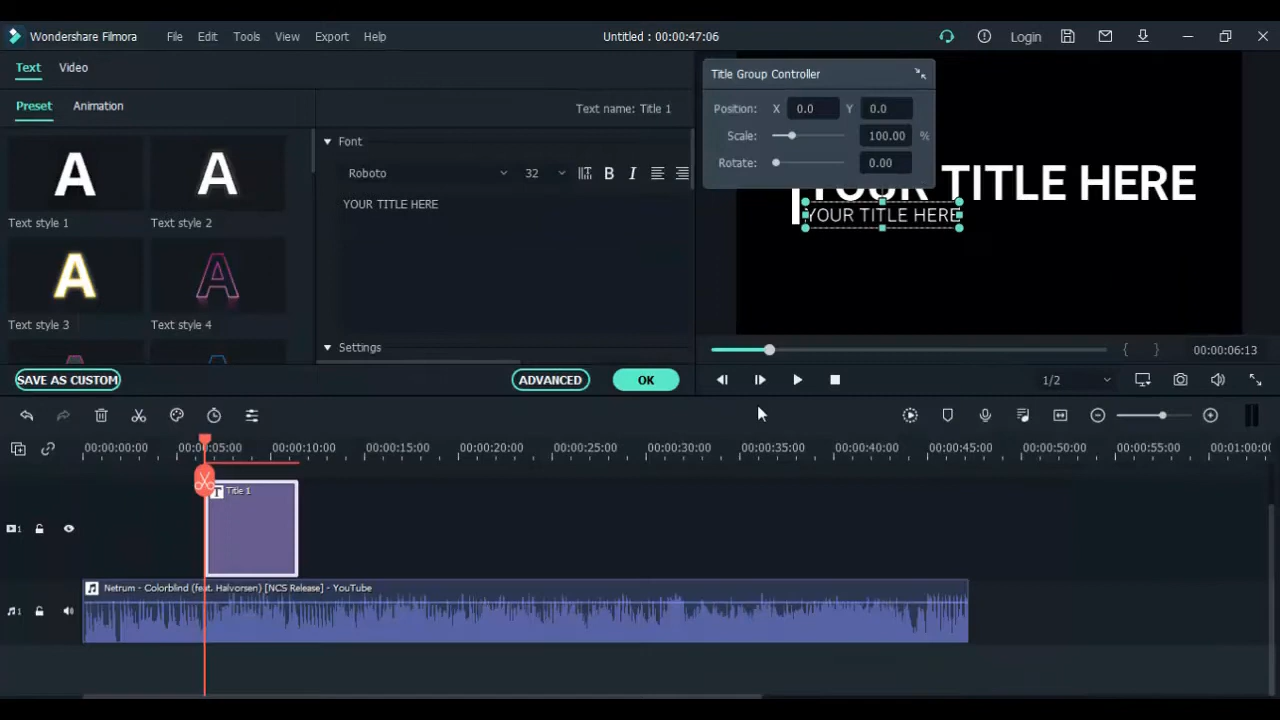 Wondershare Filmora File Edit Tools View Export Help Untitled : 00:00:47:06 Login
Text Video
Preset Animation
Text name: Title 1
A
Text style 1
A
Text style 2
A
Text style 3
A
Text style 4
Font
Roboto 32 B I
YOUR TITLE HERE
Settings
SAVE AS CUSTOM ADVANCED OK
Title Group Controller
Position: X 0.0 Y 0.0
Scale: 100.00 %
Rotate: 0.00
YOUR TITLE HERE
YOUR TITLE HERE
{ } 00:00:06:13
1/2
00:00:00:00 00:00:05:00 00:00:10:00 00:00:15:00 00:00:20:00 00:00:25:00 00:00:30:00 00:00:35:00 00:00:40:00 00:00:45:00 00:00:50:00 00:00:55:00 00:01:00:00
T Title 1
1
Netrum - Colorblind (feat. Halvorsen) [NCS Release] - YouTube
1